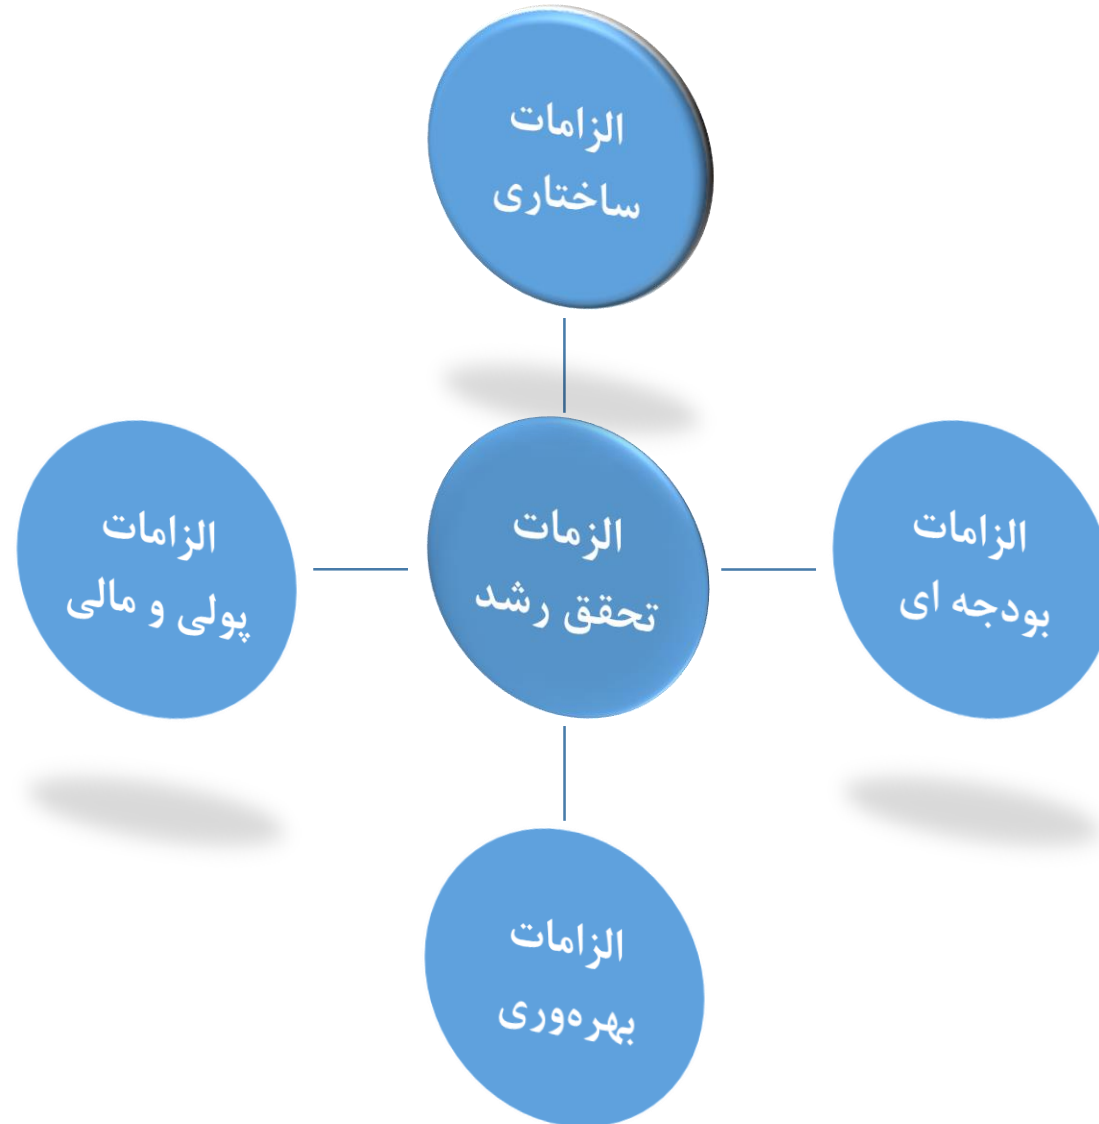 الزامات
ساختاری
الزامات
بودجه ای
الزمات
تحقق رشد
الزامات
پولی و مالی
الزامات
بهره‌وری